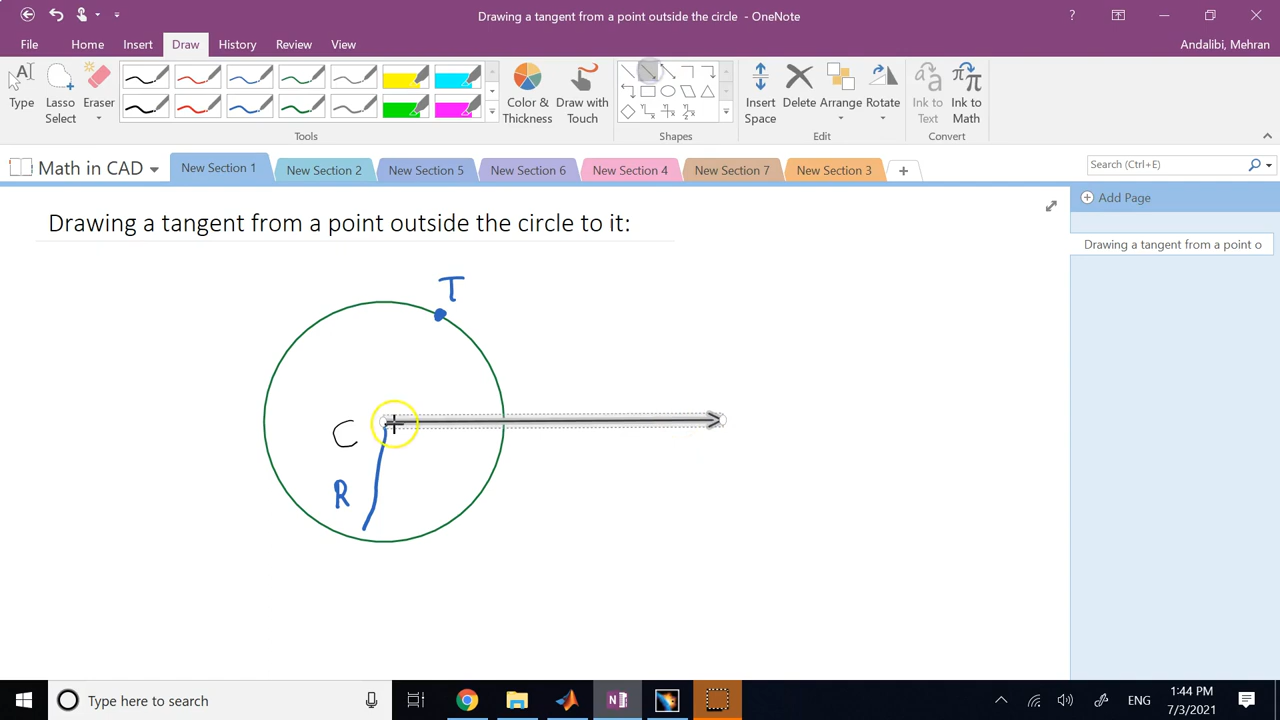 Drawing a tangent from a point outside the circle - OneNote
File Home Insert Draw History Review View
Andalibi, Mehran
Type
Lasso Select
Eraser
Color & Thickness
Draw with Touch
Insert Space
Delete
Arrange
Rotate
Ink to Text
Ink to Math
Tools
Shapes
Edit
Convert
Math in CAD
New Section 1
New Section 2
New Section 5
New Section 6
New Section 4
New Section 7
New Section 3
Search (Ctrl+E)
Add Page
Drawing a tangent from a point outside the circle to it:
Drawing a tangent from a point o
T
C
R
Type here to search
ENG
1:44 PM
7/3/2021